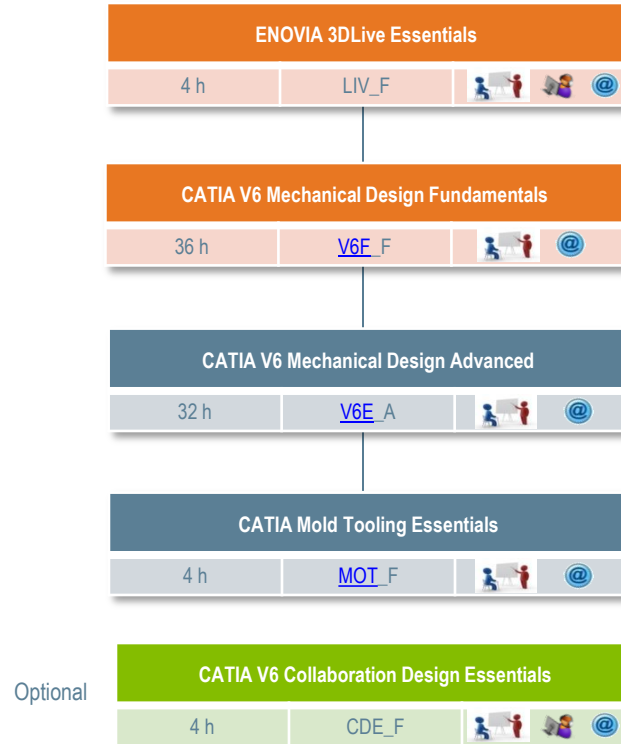 ENOVIA 3DLive Essentials
4 h LIV_F @
CATIA V6 Mechanical Design Fundamentals
36 h V6F_F @
CATIA V6 Mechanical Design Advanced
32 h V6E_A @
CATIA Mold Tooling Essentials
4 h MOT_F @
CATIA V6 Collaboration Design Essentials
Optional
4 h CDE_F @